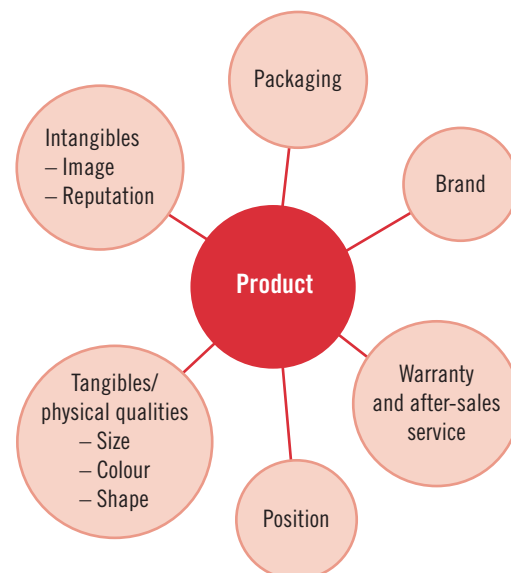 Packaging
Intangibles
– Image
– Reputation
Brand
Product
Warranty
and after-sales
service
Tangibles/
physical qualities
– Size
– Colour
– Shape
Position